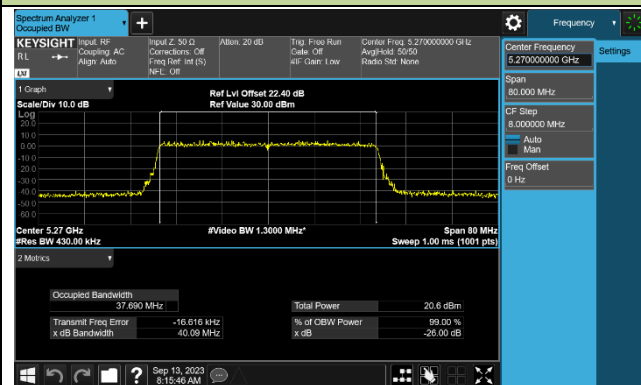 Spectrum Analyzer 1
Occupied BW
Frequency
KEYSIGHT
RL
LXI
Input: RF
Coupling: AC
Align: Auto
Input Z: 50 Ω
Corrections: Off
Freq Ref: Int (S)
NFE: Off
Atten: 20 dB
Trig: Free Run
Gate: Off
#IF Gain: Low
Center Freq: 5.270000000 GHz
Avg|Hold: 50/50
Radio Std: None
Center Frequency
5.270000000 GHz
Settings
Span
80.000 MHz
CF Step
8.000000 MHz
Auto
Man
Freq Offset
0 Hz
1 Graph
Scale/Div 10.0 dB
Ref Lvl Offset 22.40 dB
Ref Value 30.00 dBm
Log
20.0
10.0
0.00
-10.0
-20.0
-30.0
-40.0
-50.0
-60.0
Center 5.27 GHz
#Video BW 1.3000 MHz*
Span 80 MHz
#Res BW 430.00 kHz
Sweep 1.00 ms (1001 pts)
2 Metrics
Occupied Bandwidth
37.690 MHz
Total Power
20.6 dBm
Transmit Freq Error
-16.616 kHz
% of OBW Power
99.00 %
x dB Bandwidth
40.09 MHz
x dB
-26.00 dB
Sep 13, 2023
8:15:46 AM